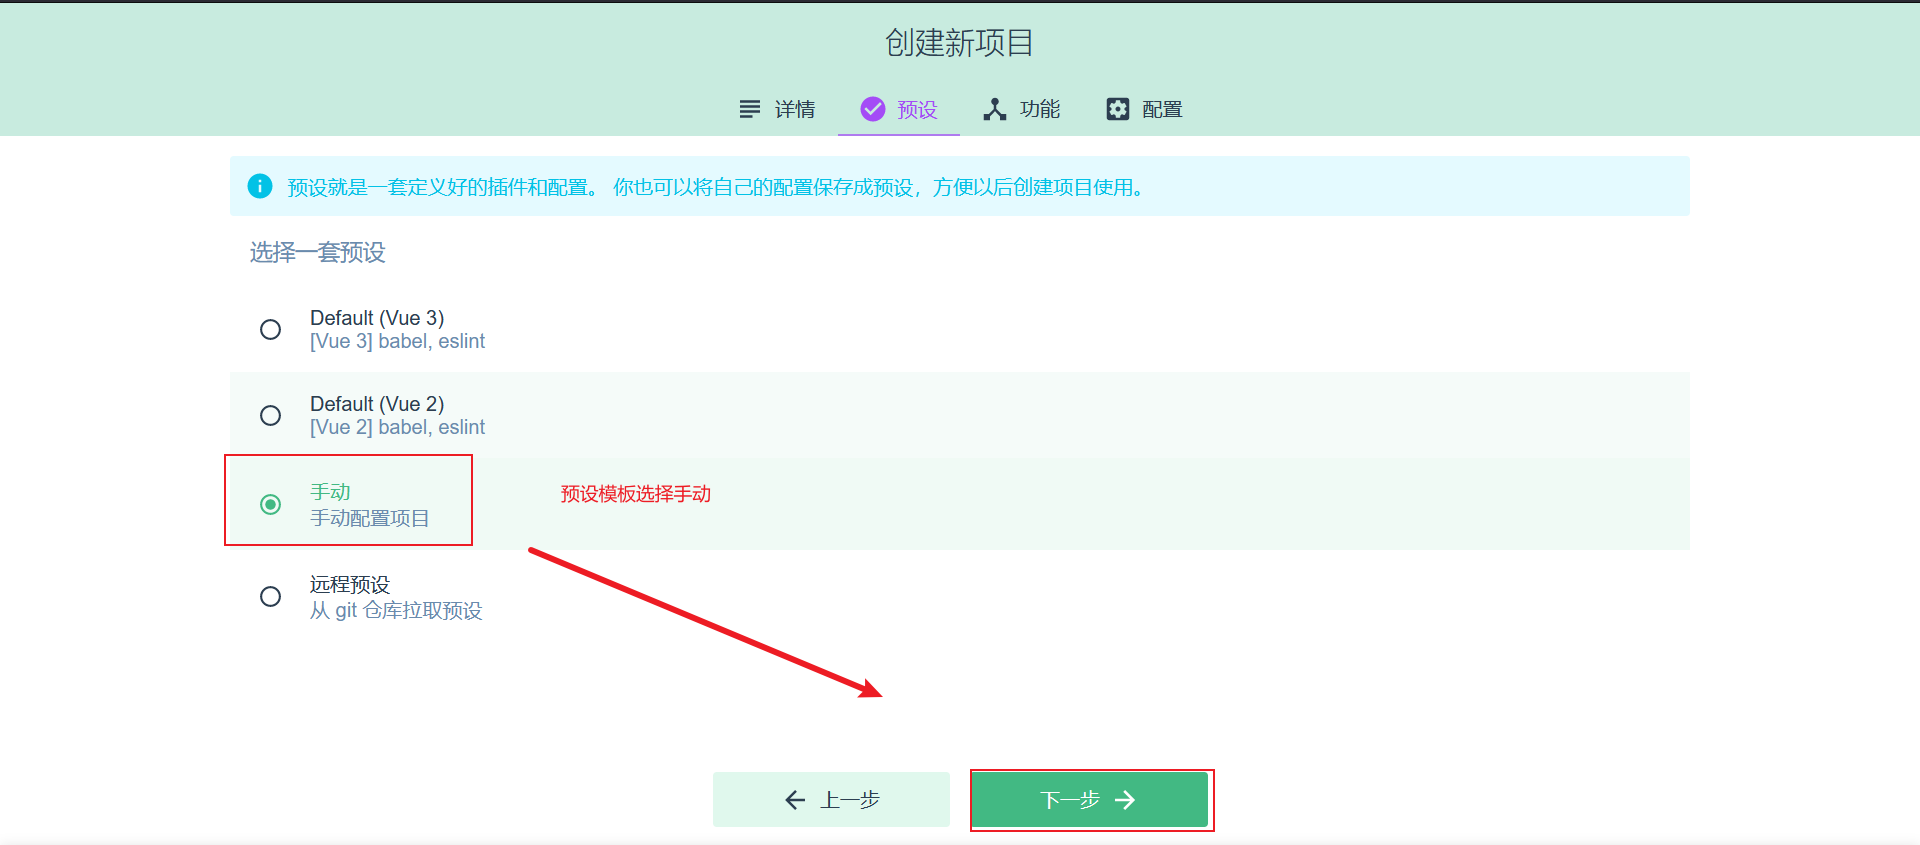 创建新项目
详情 预设 功能 配置
预设就是一套定义好的插件和配置。 你也可以将自己的配置保存成预设，方便以后创建项目使用。
选择一套预设
Default (Vue 3)
[Vue 3] babel, eslint
Default (Vue 2)
[Vue 2] babel, eslint
手动
手动配置项目
预设模板选择手动
远程预设
从 git 仓库拉取预设
上一步 下一步